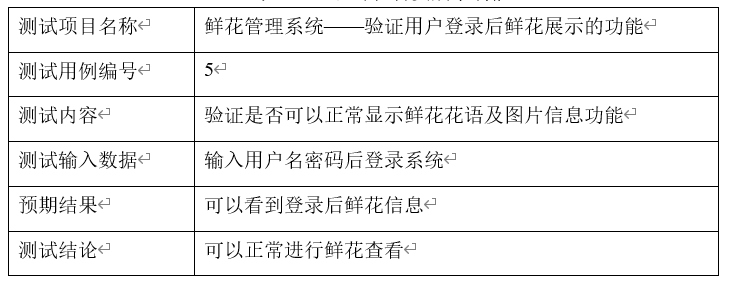 测试项目名称 鲜花管理系统——验证用户登录后鲜花展示的功能
测试用例编号 5
测试内容 验证是否可以正常显示鲜花花语及图片信息功能
测试输入数据 输入用户名密码后登录系统
预期结果 可以看到登录后鲜花信息
测试结论 可以正常进行鲜花查看